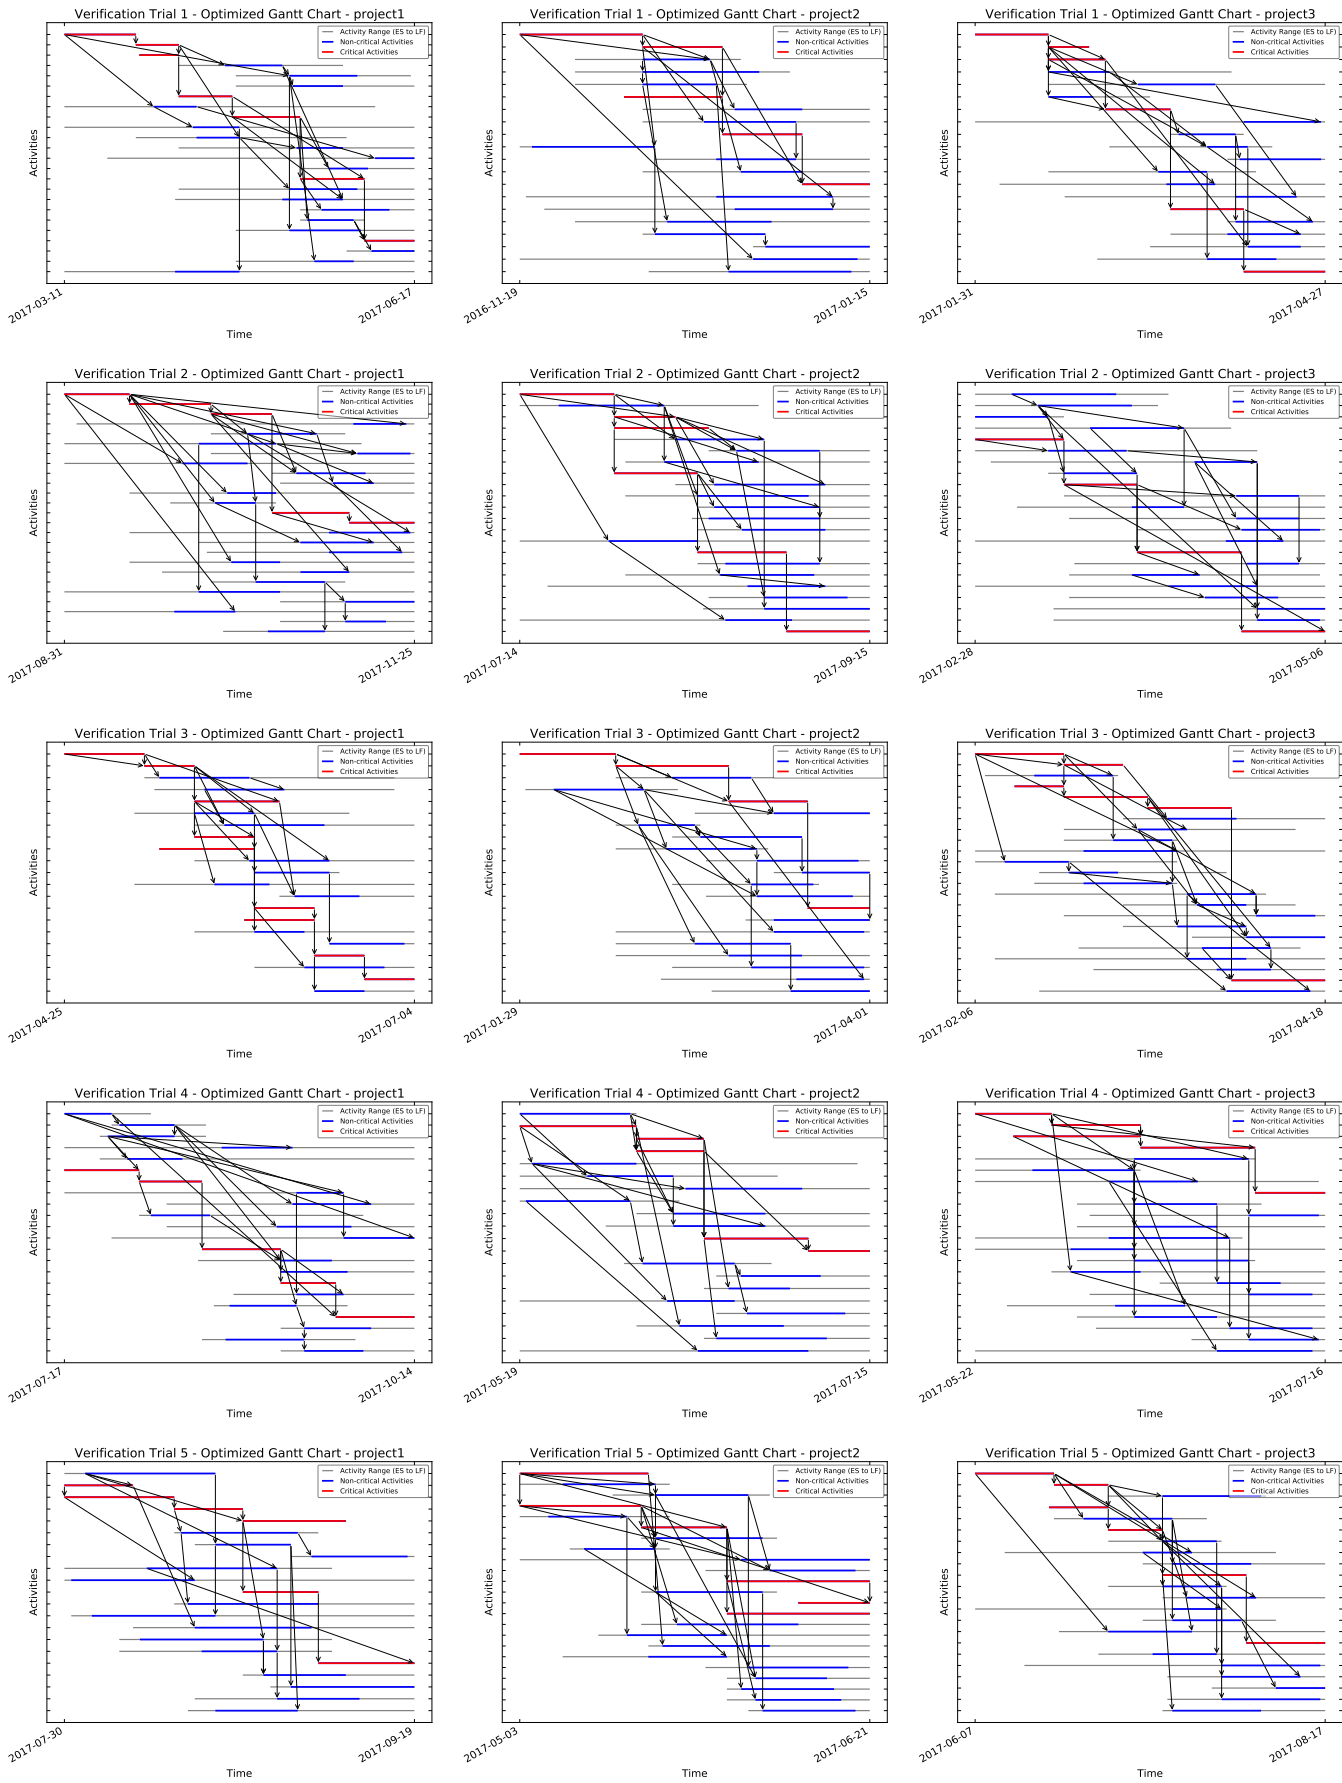 Verification Trial 1 - Optimized Gantt Chart - project1
Activity Range (ES to LF)
Non-critical Activities
Critical Activities
Activities
2017-03-11
2017-06-17
Time
Verification Trial 1 - Optimized Gantt Chart - project2
Activity Range (ES to LF)
Non-critical Activities
Critical Activities
Activities
2016-11-19
2017-01-15
Time
Verification Trial 1 - Optimized Gantt Chart - project3
Activity Range (ES to LF)
Non-critical Activities
Critical Activities
Activities
2017-01-31
2017-04-27
Time
Verification Trial 2 - Optimized Gantt Chart - project1
Activity Range (ES to LF)
Non-critical Activities
Critical Activities
Activities
2017-08-31
2017-11-25
Time
Verification Trial 2 - Optimized Gantt Chart - project2
Activity Range (ES to LF)
Non-critical Activities
Critical Activities
Activities
2017-07-14
2017-09-15
Time
Verification Trial 2 - Optimized Gantt Chart - project3
Activity Range (ES to LF)
Non-critical Activities
Critical Activities
Activities
2017-02-28
2017-05-06
Time
Verification Trial 3 - Optimized Gantt Chart - project1
Activity Range (ES to LF)
Non-critical Activities
Critical Activities
Activities
2017-04-25
2017-07-04
Time
Verification Trial 3 - Optimized Gantt Chart - project2
Activity Range (ES to LF)
Non-critical Activities
Critical Activities
Activities
2017-01-29
2017-04-01
Time
Verification Trial 3 - Optimized Gantt Chart - project3
Activity Range (ES to LF)
Non-critical Activities
Critical Activities
Activities
2017-02-06
2017-04-18
Time
Verification Trial 4 - Optimized Gantt Chart - project1
Activity Range (ES to LF)
Non-critical Activities
Critical Activities
Activities
2017-07-17
2017-10-14
Time
Verification Trial 4 - Optimized Gantt Chart - project2
Activity Range (ES to LF)
Non-critical Activities
Critical Activities
Activities
2017-05-19
2017-07-15
Time
Verification Trial 4 - Optimized Gantt Chart - project3
Activity Range (ES to LF)
Non-critical Activities
Critical Activities
Activities
2017-05-22
2017-07-16
Time
Verification Trial 5 - Optimized Gantt Chart - project1
Activity Range (ES to LF)
Non-critical Activities
Critical Activities
Activities
2017-07-30
2017-09-19
Time
Verification Trial 5 - Optimized Gantt Chart - project2
Activity Range (ES to LF)
Non-critical Activities
Critical Activities
Activities
2017-05-03
2017-06-21
Time
Verification Trial 5 - Optimized Gantt Chart - project3
Activity Range (ES to LF)
Non-critical Activities
Critical Activities
Activities
2017-06-07
2017-08-17
Time